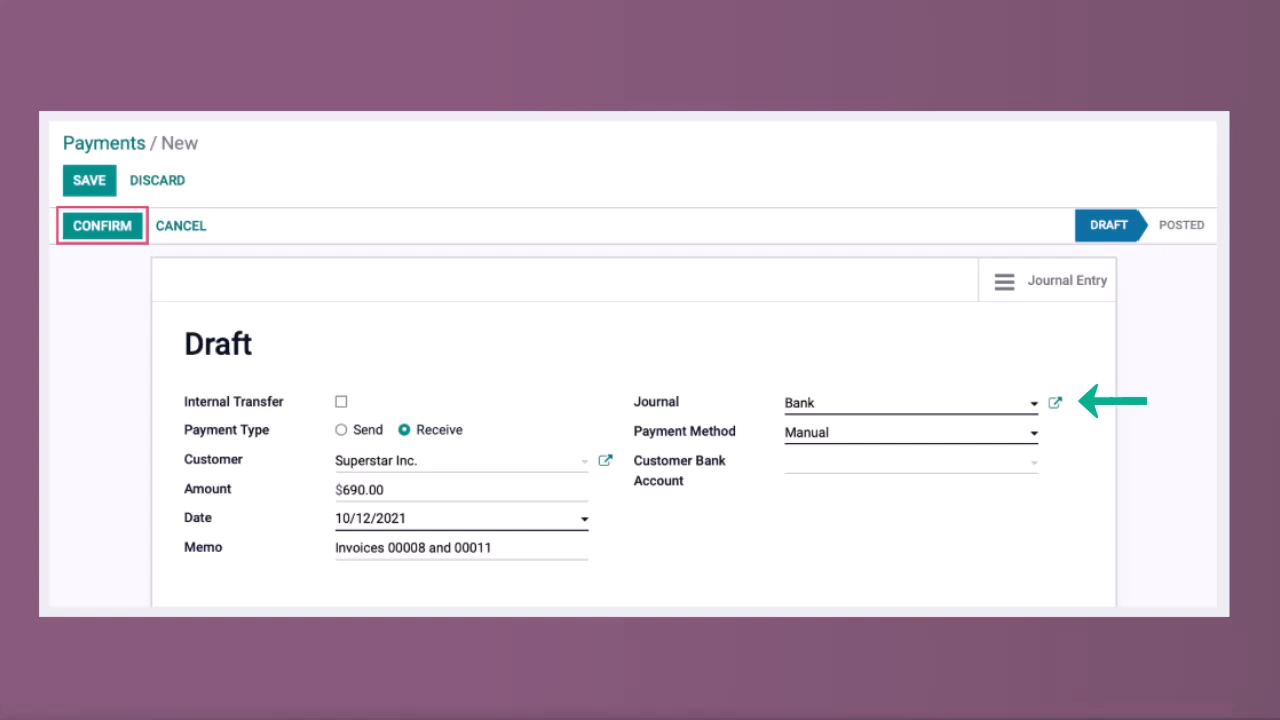 Payments / New
SAVE DISCARD
CONFIRM CANCEL DRAFT POSTED
Journal Entry
Draft
Internal Transfer
Payment Type Send Receive
Customer Superstar Inc.
Amount $690.00
Date 10/12/2021
Memo Invoices 00008 and 00011
Journal Bank
Payment Method Manual
Customer Bank
Account